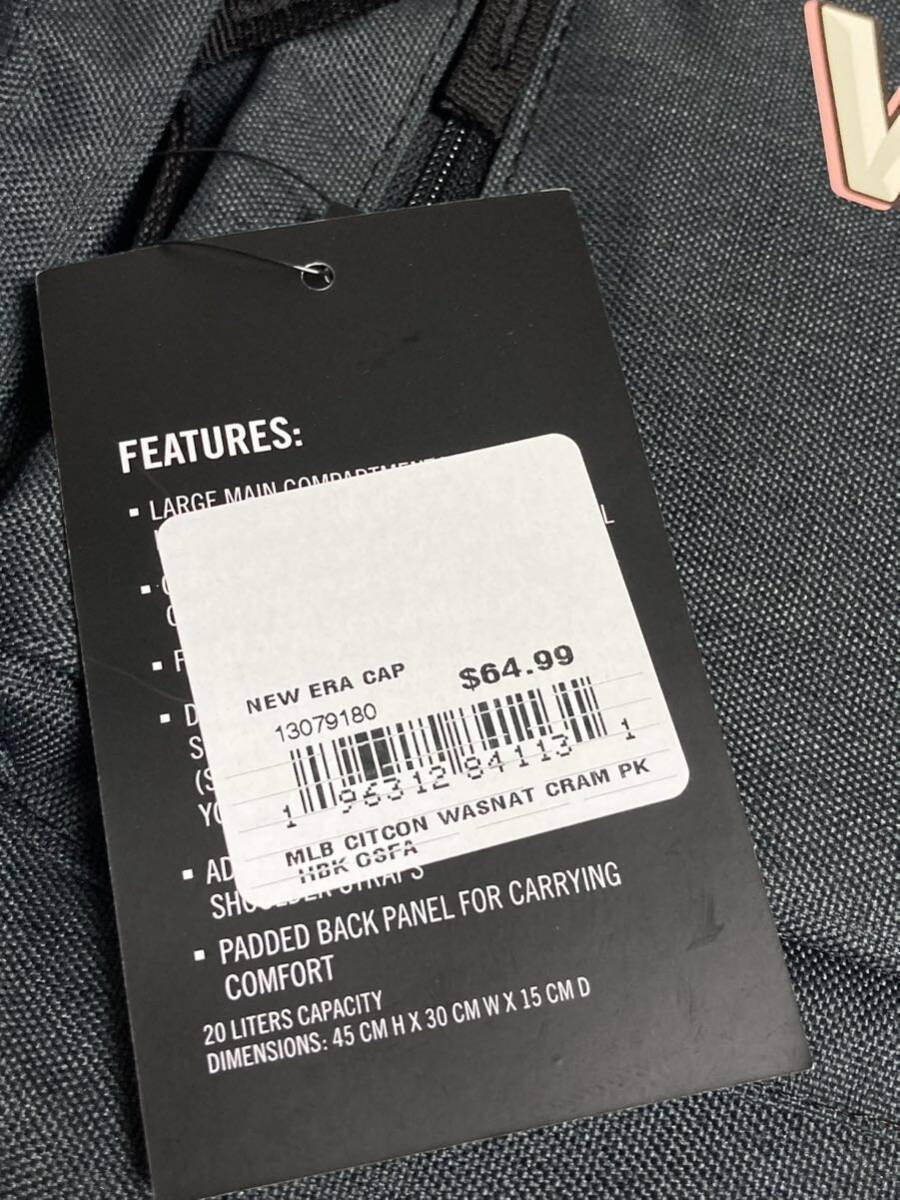 FEATURES:
▪ LARGE MAIN COMPARTMENT
L
▪
▪ F
▪ D
S
(S
YO
▪ AD
SHOULDER STRAPS
▪ PADDED BACK PANEL FOR CARRYING
COMFORT
20 LITERS CAPACITY
DIMENSIONS: 45 CM H X 30 CM W X 15 CM D
NEW ERA CAP $64.99
13079180
1 96312 84113 1
MLB CITCON WASNAT CRAM PK
HBK OSFA